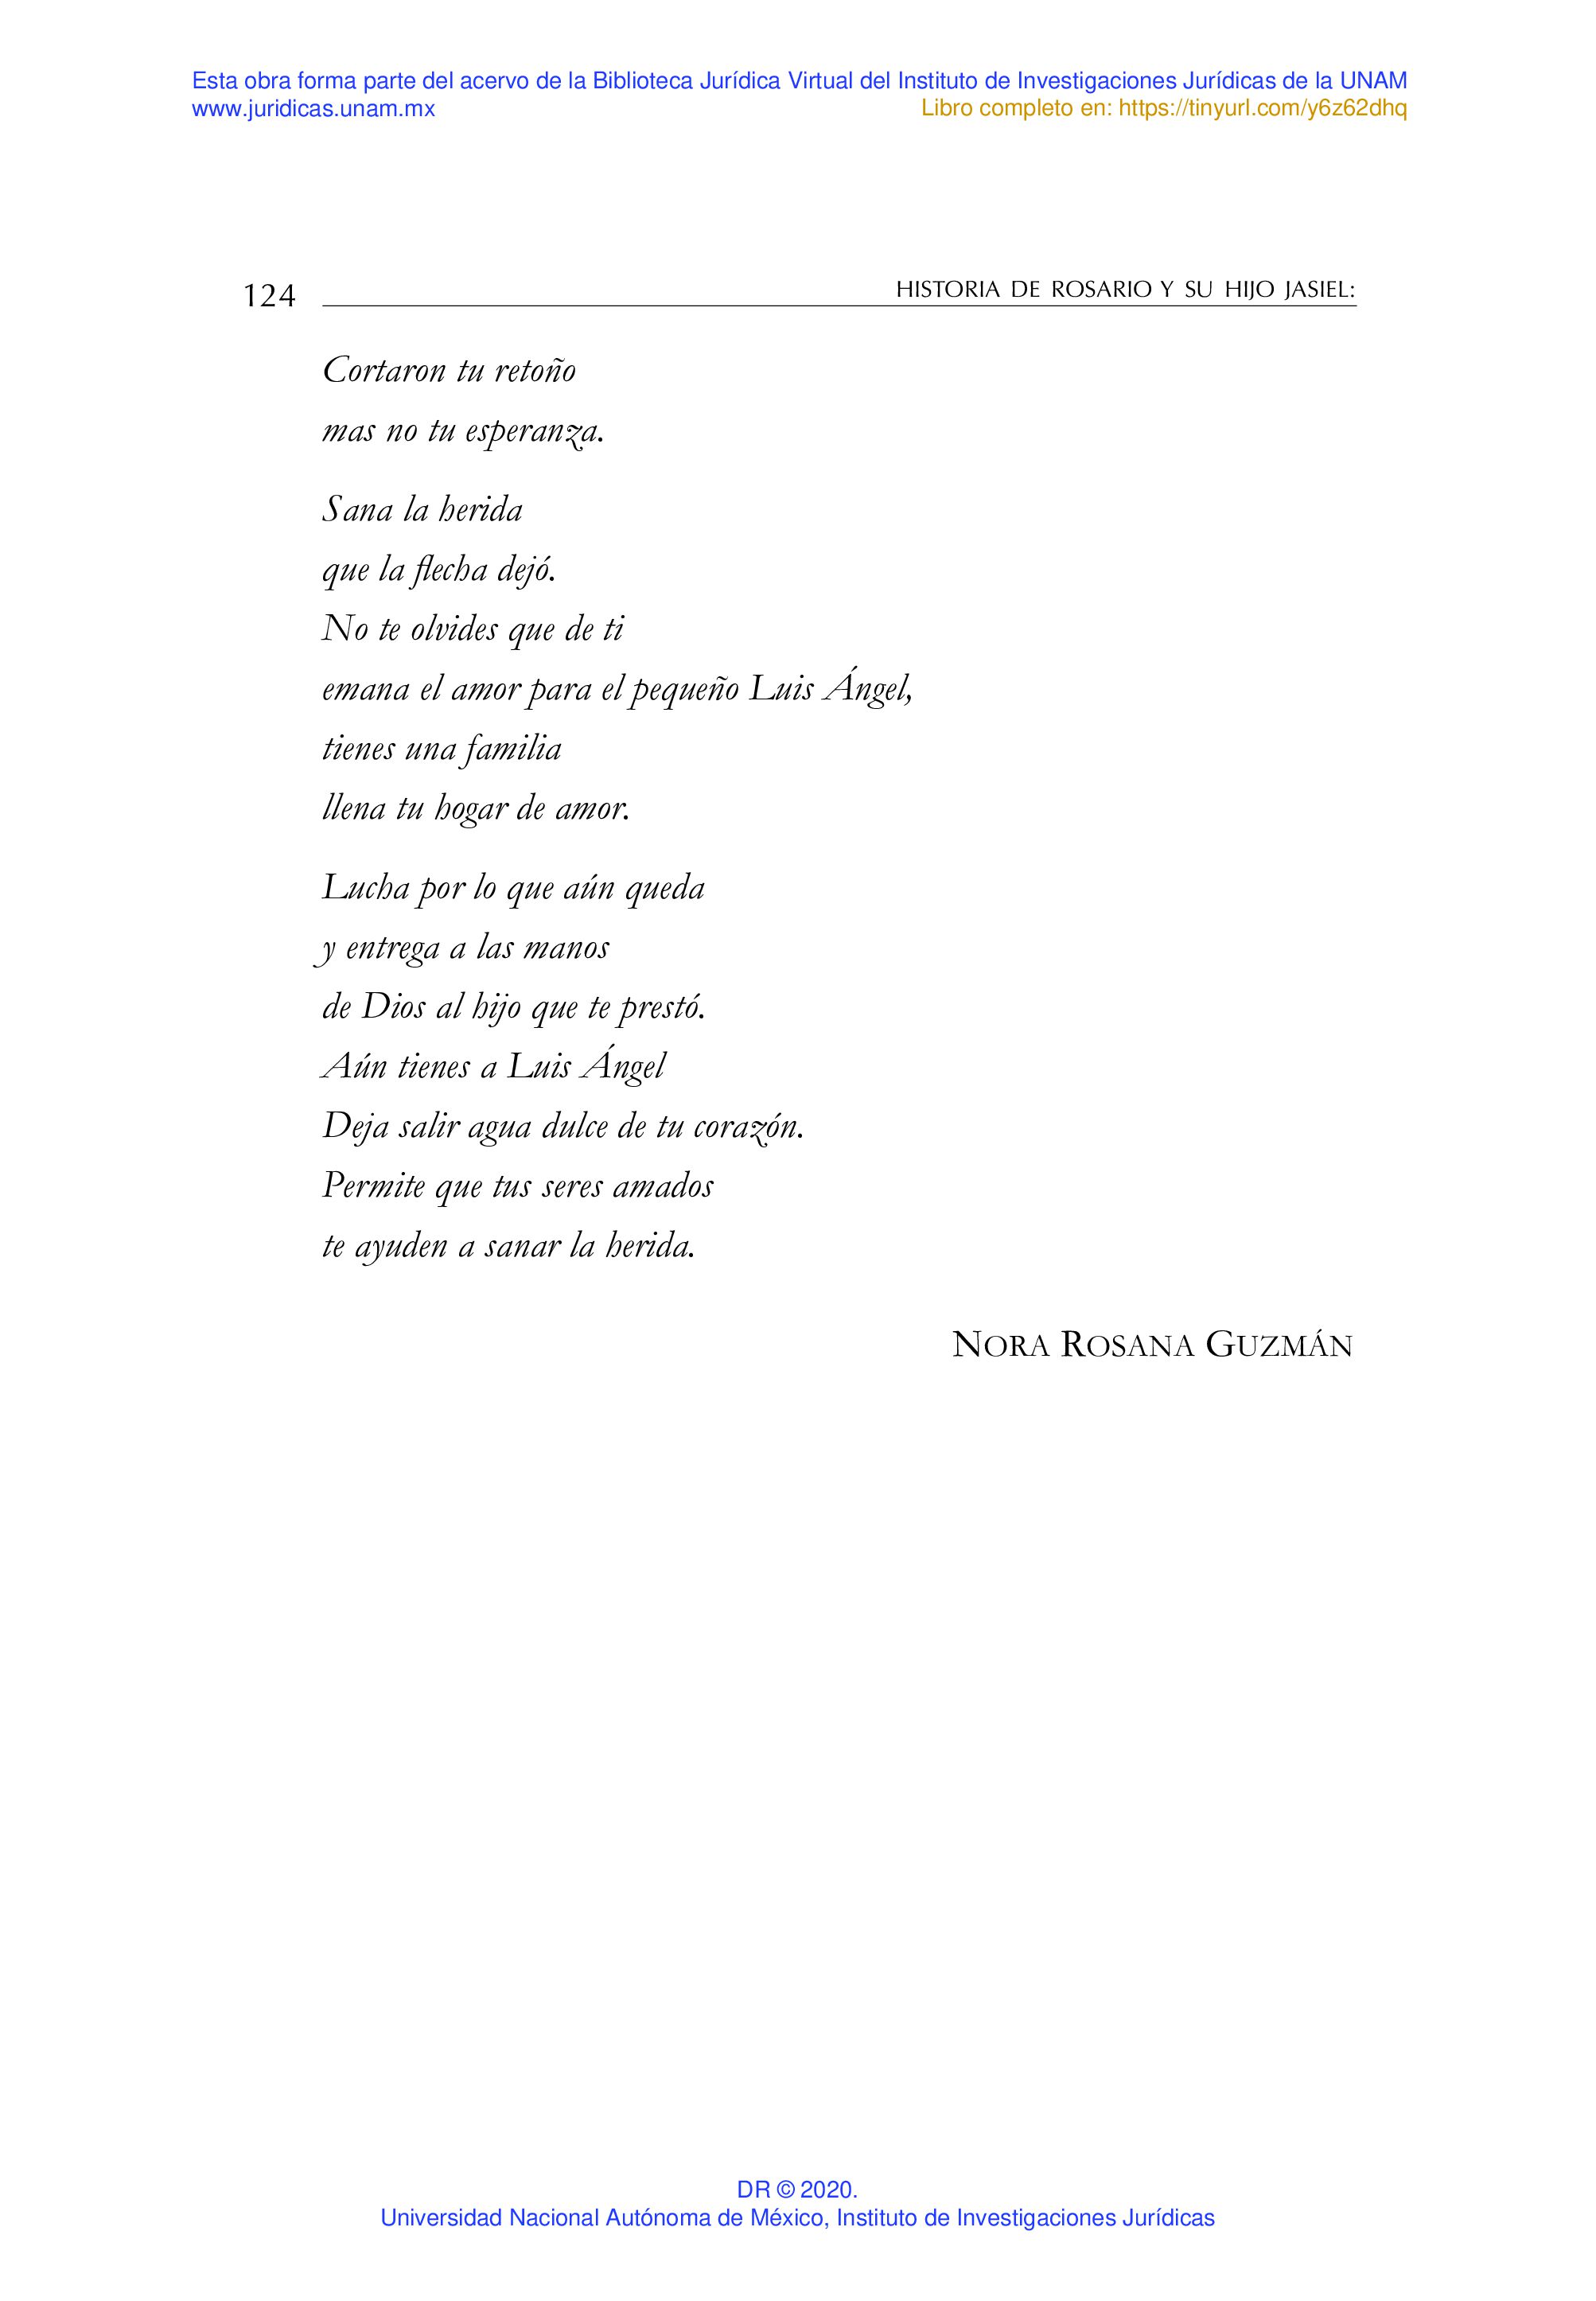 Esta obra forma parte del acervo de la Biblioteca Jurídica Virtual del Instituto de Investigaciones Jurídicas de la UNAM
www.juridicas.unam.mx
Libro completo en: https://tinyurl.com/y6z62dhq
124
HISTORIA DE ROSARIO Y SU HIJO JASIEL:
Cortaron tu retoño
mas no tu esperanza.
Sana la herida
que la flecha dejó.
No te olvides que de ti
emana el amor para el pequeño Luis Ángel,
tienes una familia
llena tu hogar de amor.
Lucha por lo que aún queda
y entrega a las manos
de Dios al hijo que te prestó.
Aún tienes a Luis Ángel
Deja salir agua dulce de tu corazón.
Permite que tus seres amados
te ayuden a sanar la herida.
NORA ROSANA GUZMÁN
DR © 2020.
Universidad Nacional Autónoma de México, Instituto de Investigaciones Jurídicas